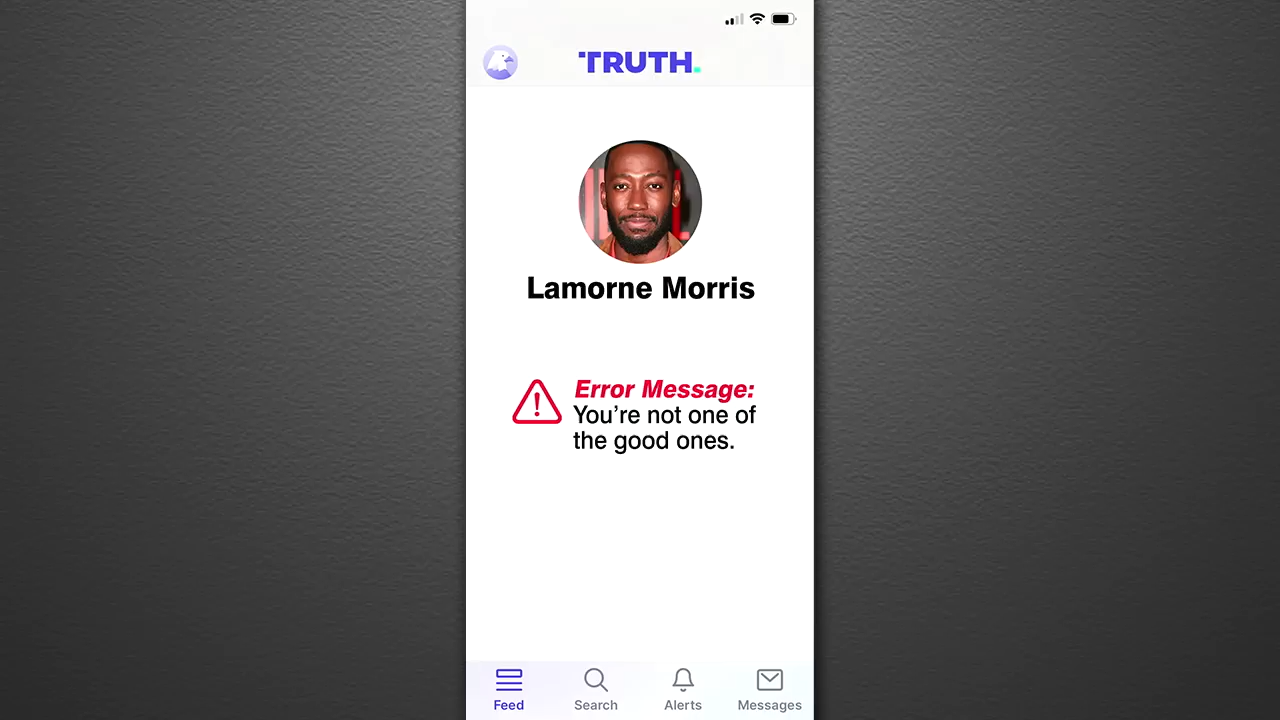 TRUTH.
Lamorne Morris
Error Message:
You're not one of
the good ones.
Feed Search Alerts Messages